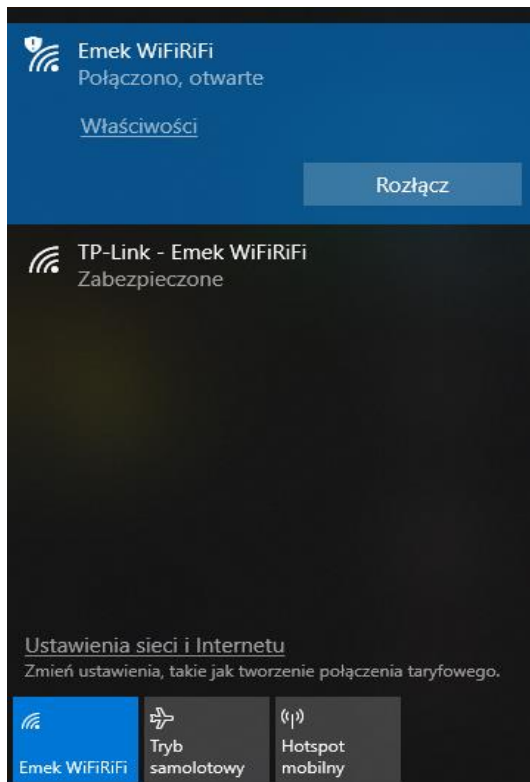 Emek WiFiRiFi
Połączono, otwarte
Właściwości
Rozłącz
TP-Link - Emek WiFiRiFi
Zabezpieczone
Ustawienia sieci i Internetu
Zmień ustawienia, takie jak tworzenie połączenia taryfowego.
Emek WiFiRiFi
Tryb
samolotowy
Hotspot
mobilny